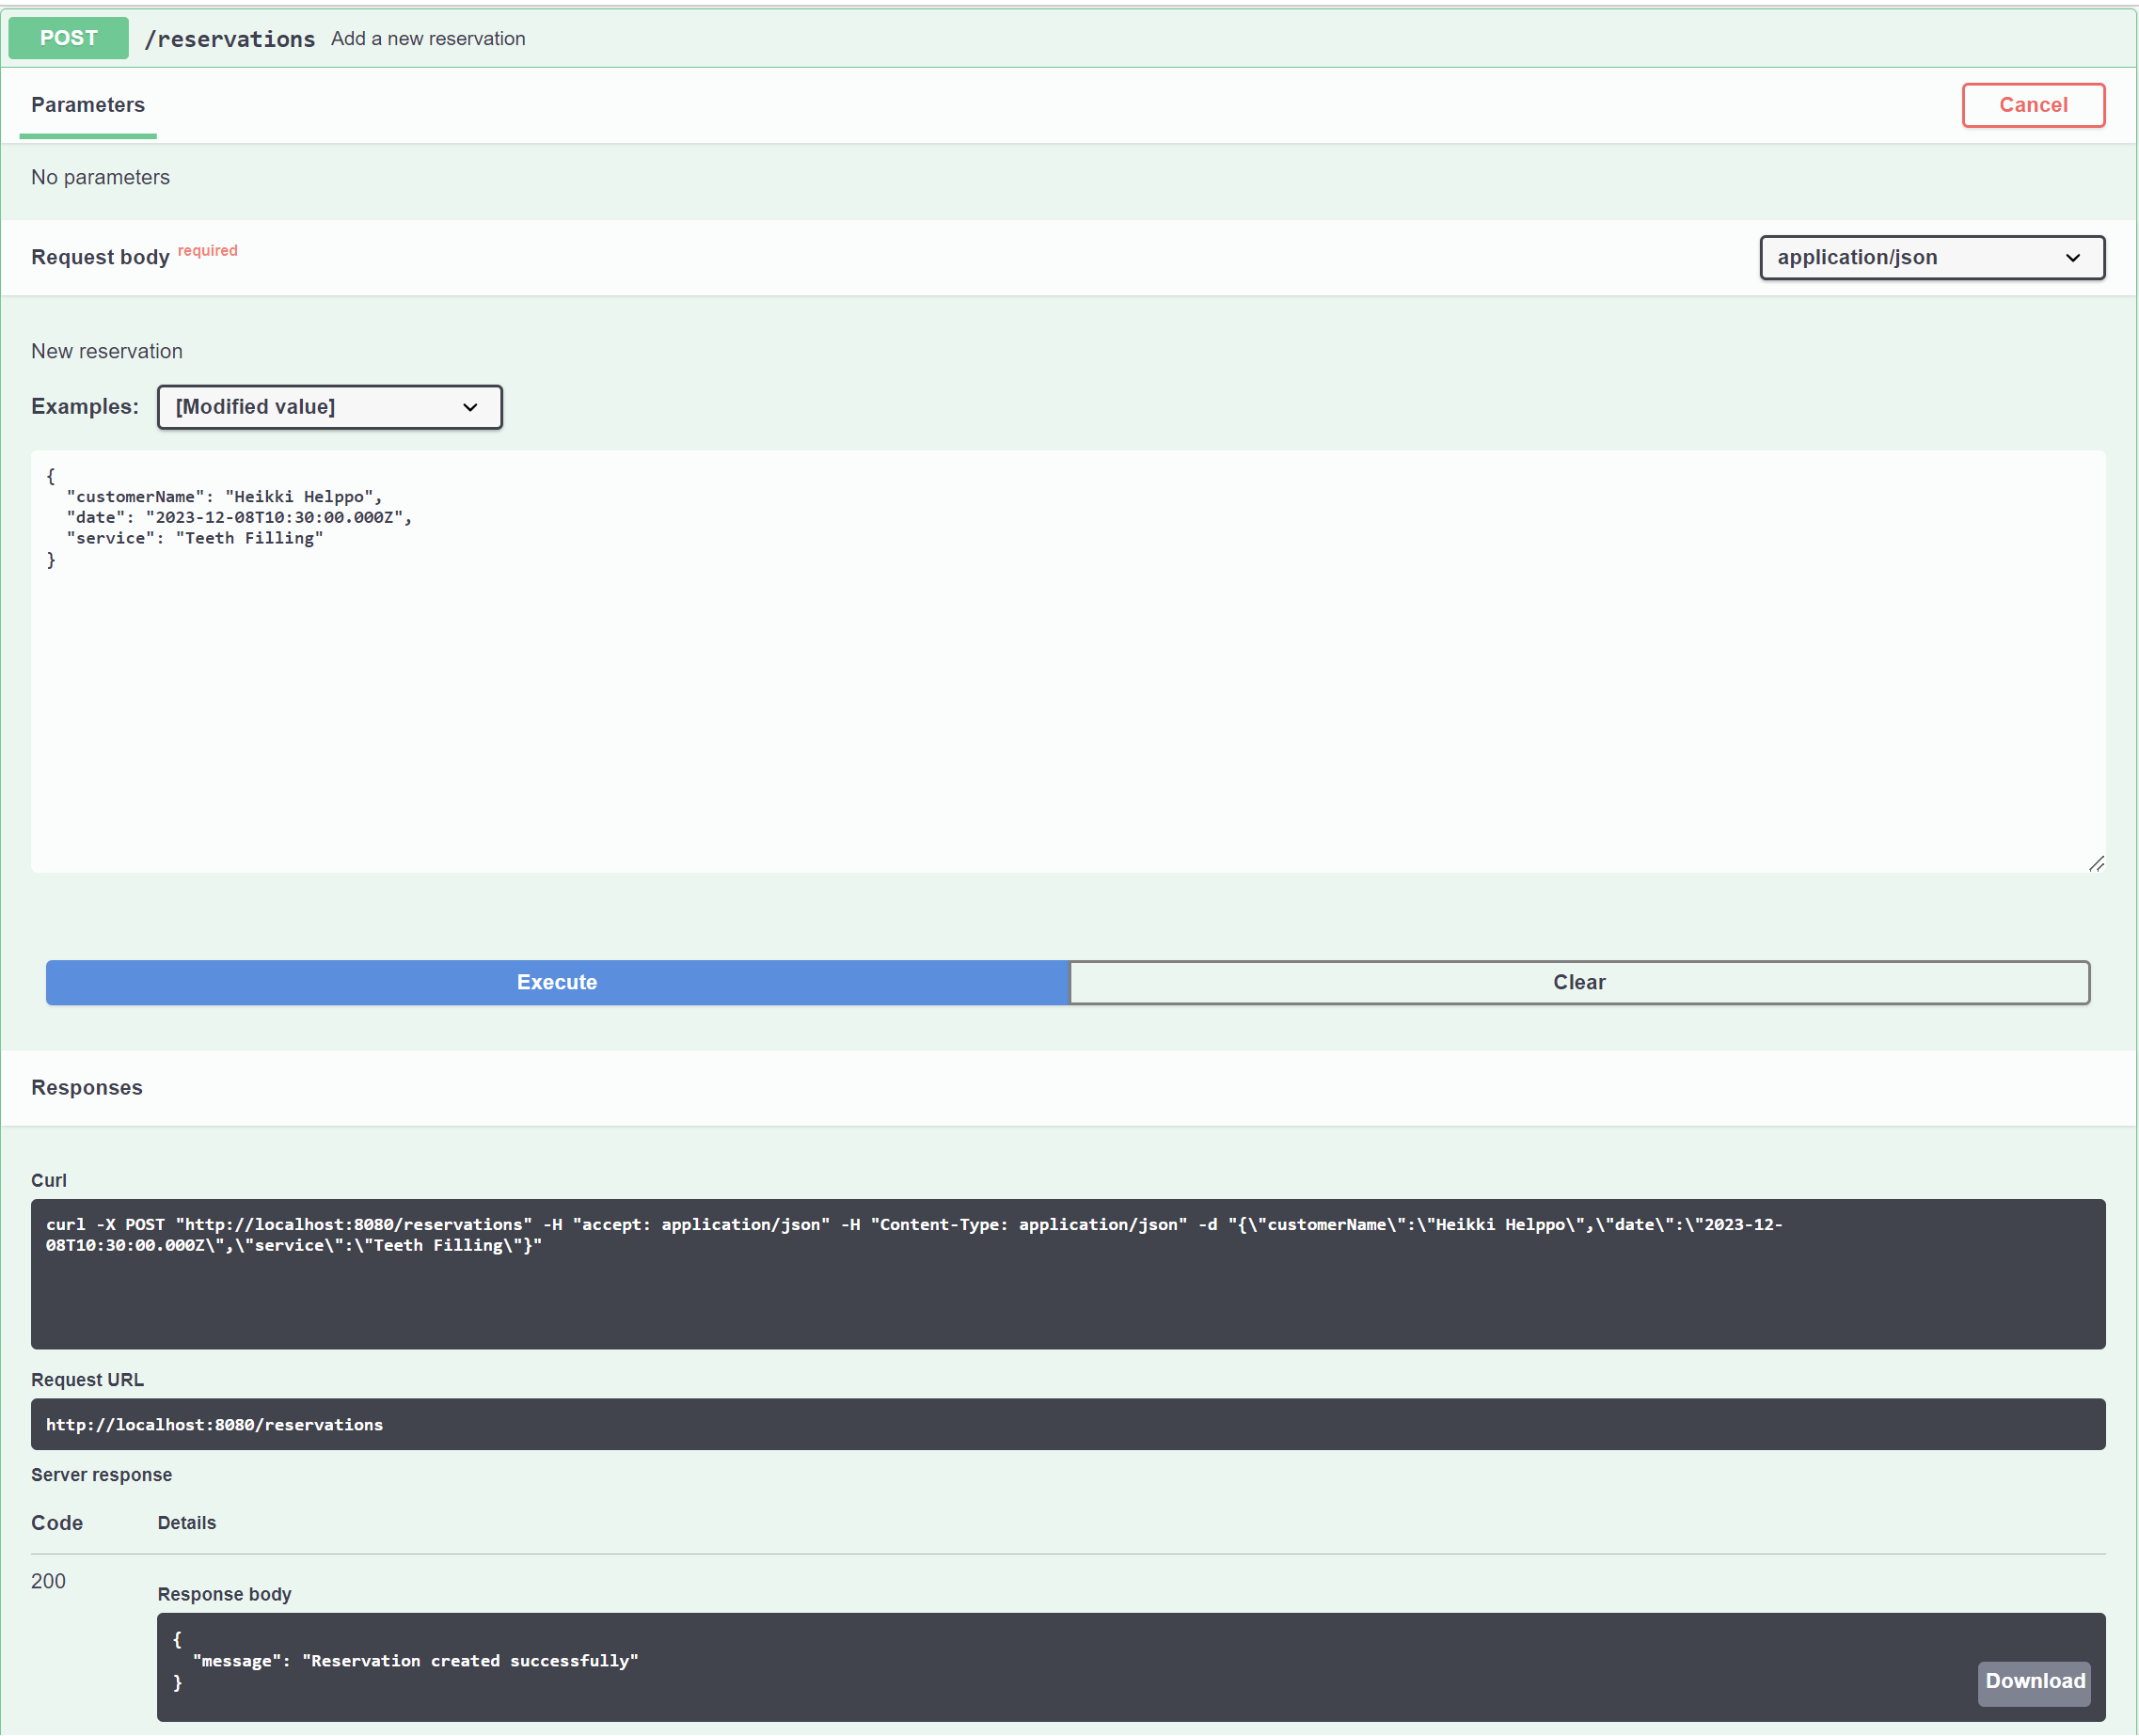 POST /reservations Add a new reservation
Parameters
Cancel
No parameters
Request body required
application/json
New reservation
Examples: [Modified value]
{
  "customerName": "Heikki Helppo",
  "date": "2023-12-08T10:30:00.000Z",
  "service": "Teeth Filling"
}
Execute
Clear
Responses
Curl
curl -X POST "http://localhost:8080/reservations" -H "accept: application/json" -H "Content-Type: application/json" -d "{\"customerName\":\"Heikki Helppo\",\"date\":\"2023-12-
08T10:30:00.000Z\",\"service\":\"Teeth Filling\"}"
Request URL
http://localhost:8080/reservations
Server response
Code Details
200
Response body
{
  "message": "Reservation created successfully"
}
Download